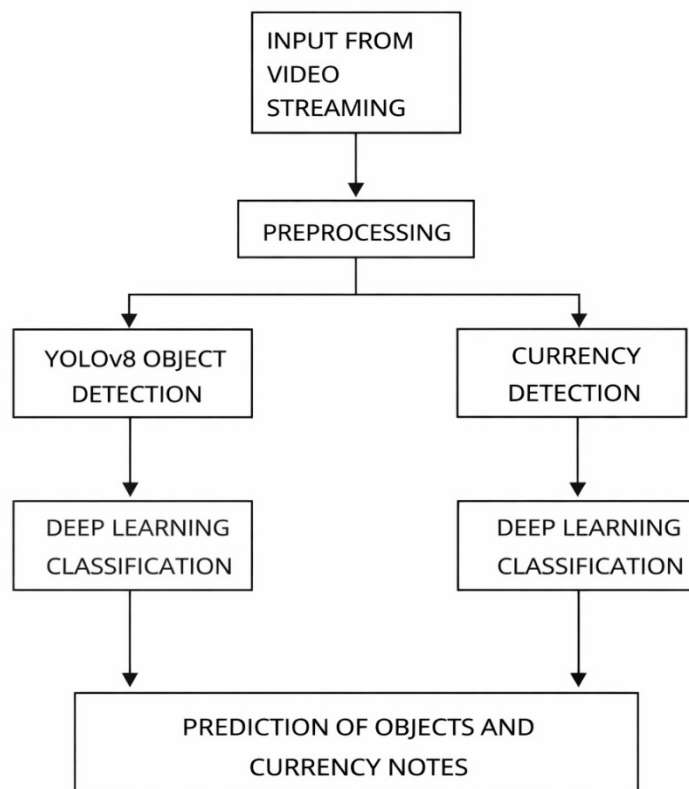 INPUT FROM
VIDEO
STREAMING
PREPROCESSING
YOLOv8 OBJECT
DETECTION
CURRENCY
DETECTION
DEEP LEARNING
CLASSIFICATION
DEEP LEARNING
CLASSIFICATION
PREDICTION OF OBJECTS AND
CURRENCY NOTES